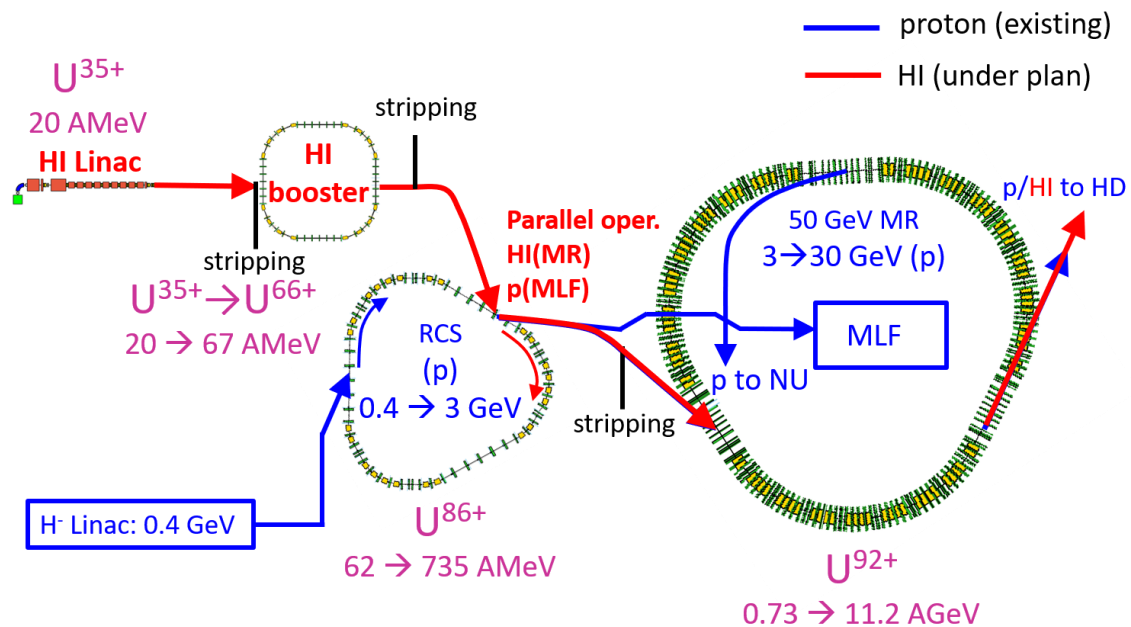 proton (existing)
HI (under plan)
U³⁵⁺
20 AMeV
HI Linac
stripping
HI
booster
stripping
U³⁵⁺→U⁶⁶⁺
20 → 67 AMeV
Parallel oper.
HI(MR)
p(MLF)
p/HI to HD
50 GeV MR
3→30 GeV (p)
MLF
p to NU
RCS
(p)
0.4 → 3 GeV
stripping
H⁻ Linac: 0.4 GeV
U⁸⁶⁺
62 → 735 AMeV
U⁹²⁺
0.73 → 11.2 AGeV